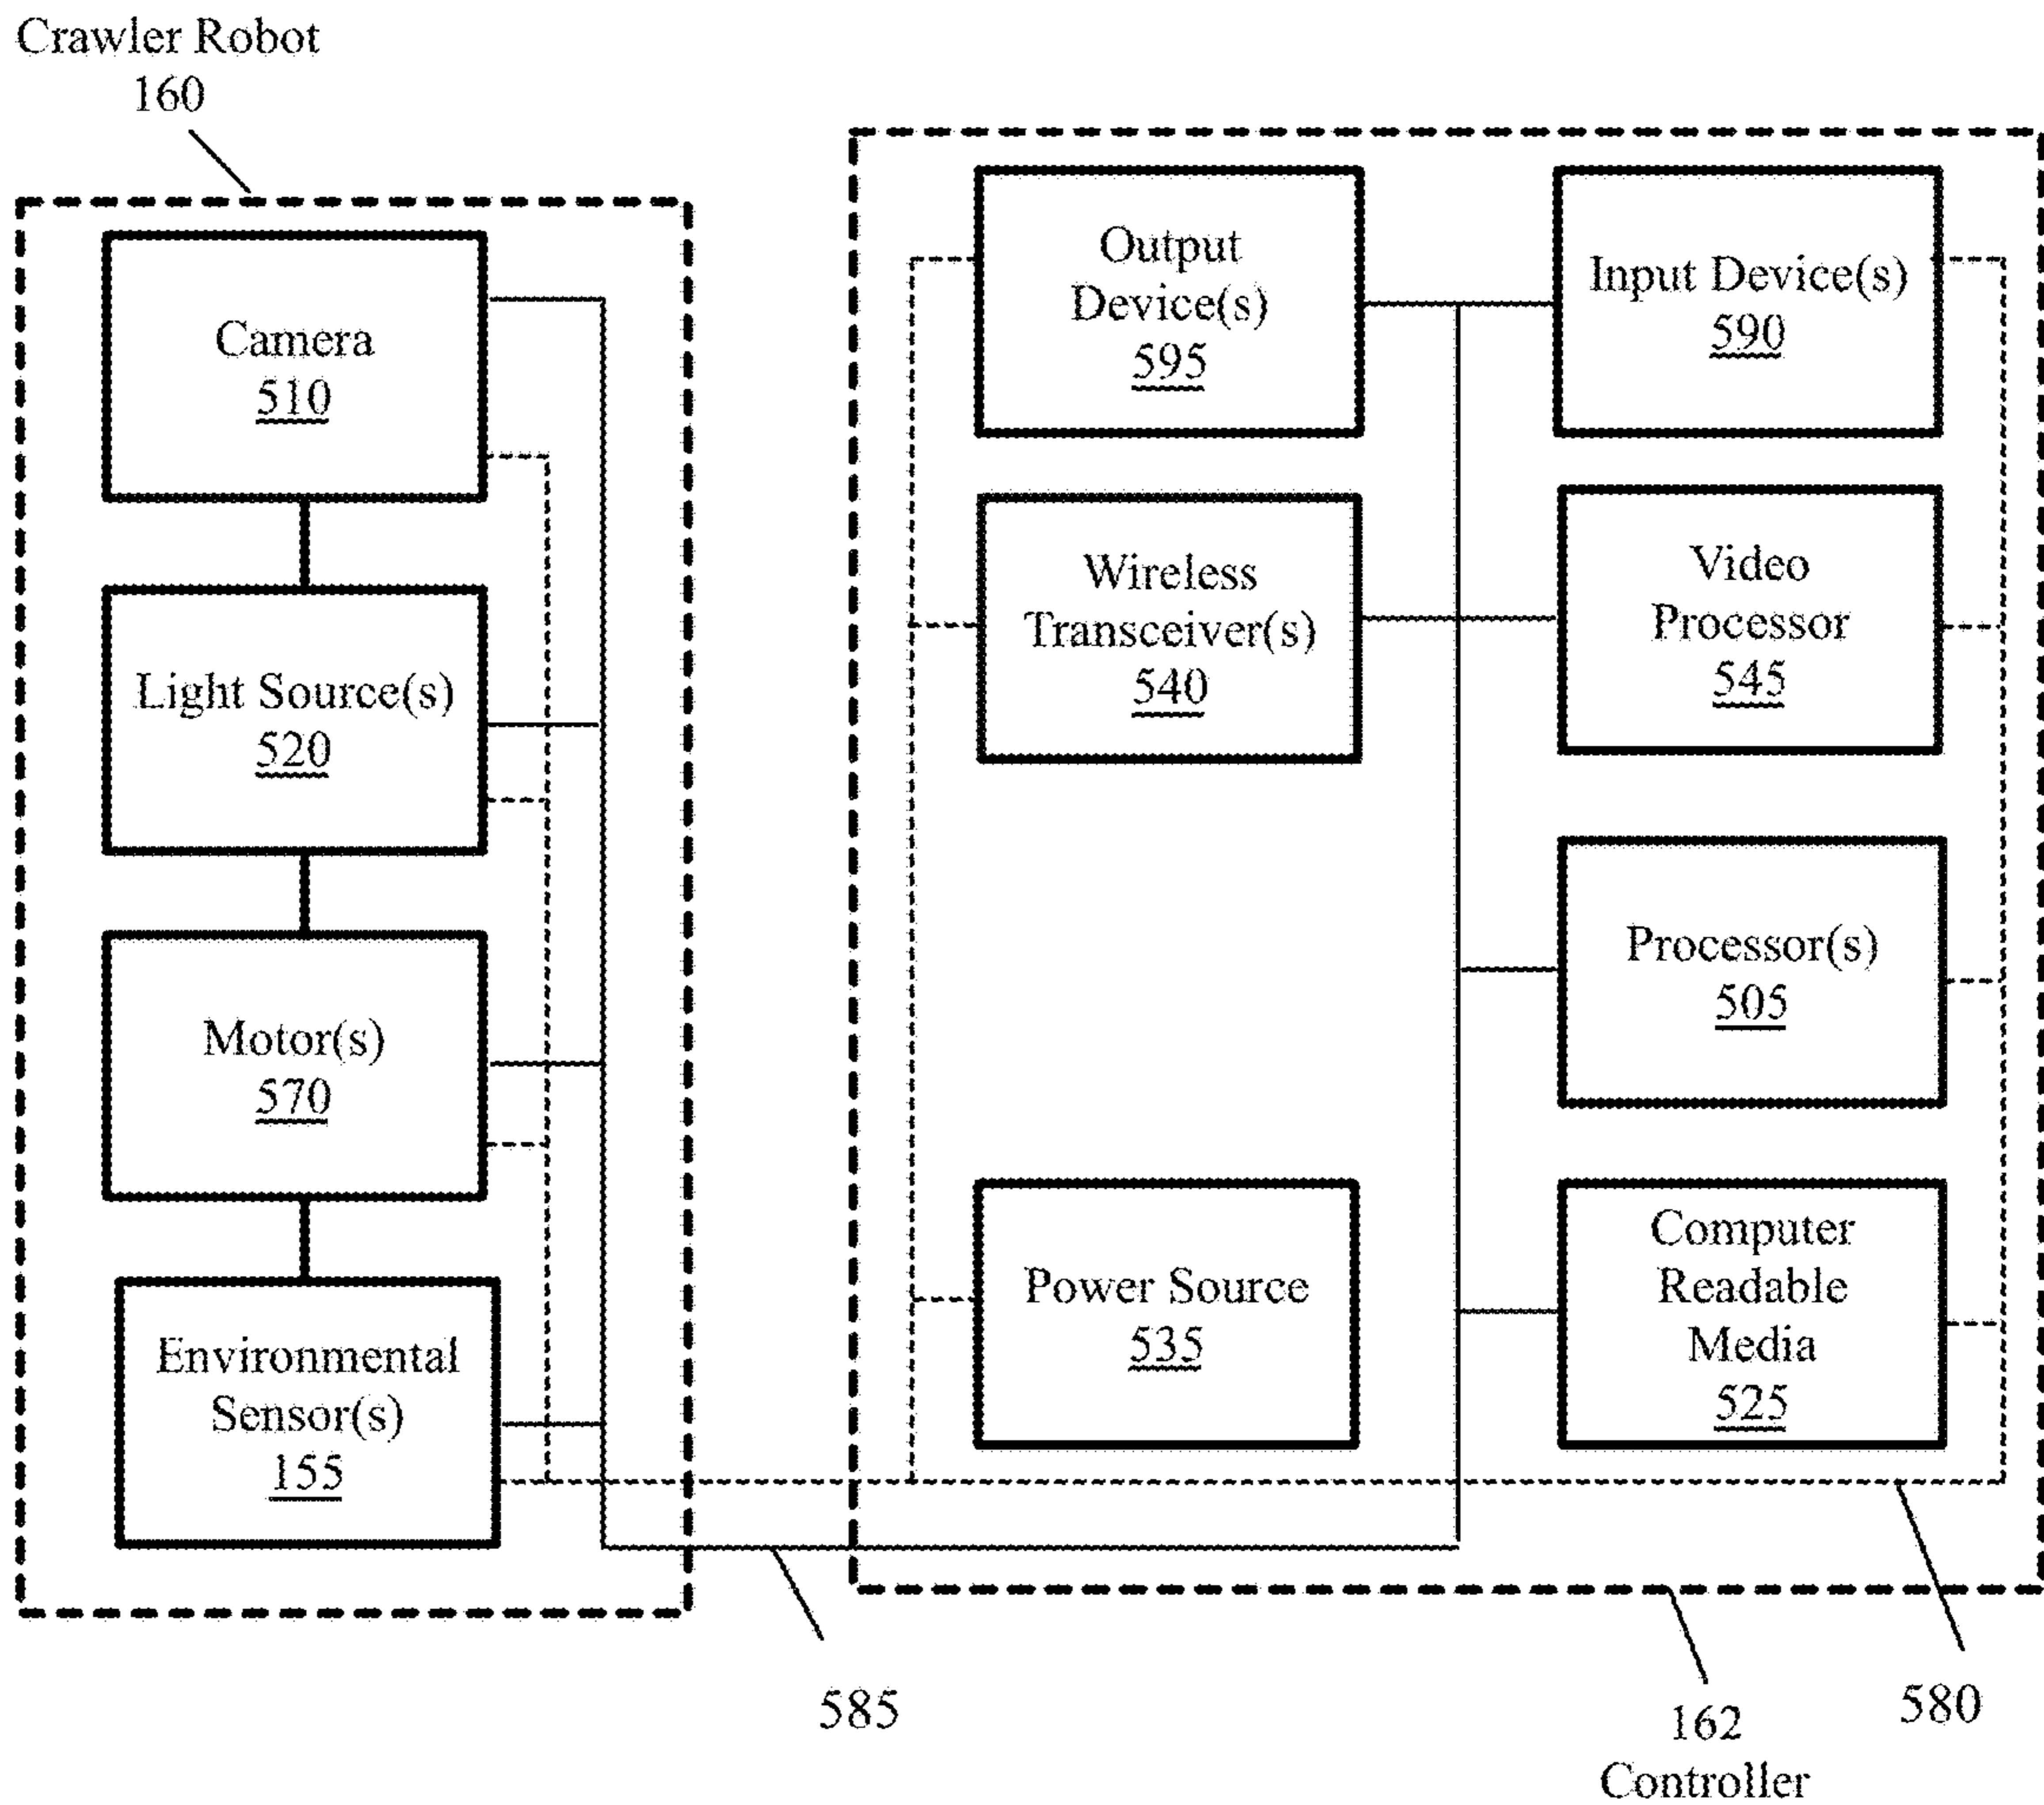 Crawler Robot
160
Camera
510
Light Source(s)
520
Motor(s)
570
Environmental
Sensor(s)
155
Output
Device(s)
595
Input Device(s)
590
Wireless
Transceiver(s)
540
Video
Processor
545
Processor(s)
505
Power Source
535
Computer
Readable
Media
525
585
162
Controller
580